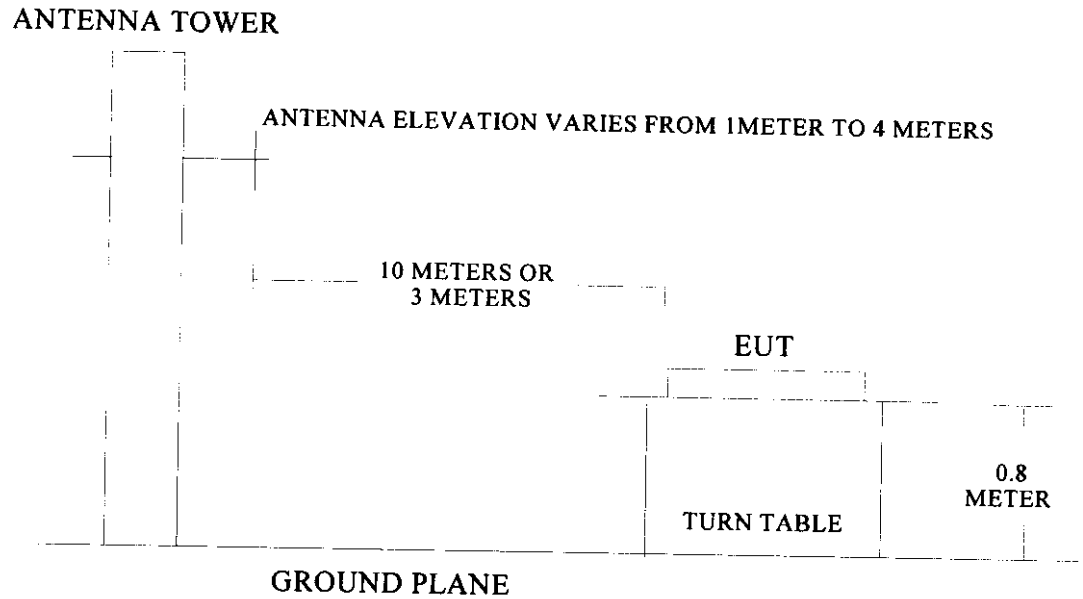 ANTENNA TOWER
ANTENNA ELEVATION VARIES FROM 1METER TO 4 METERS
10 METERS OR
3 METERS
EUT
0.8
METER
TURN TABLE
GROUND PLANE